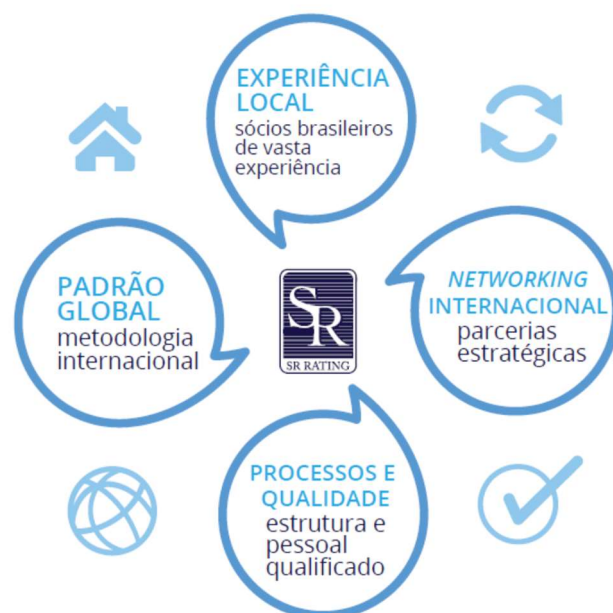 EXPERIÊNCIA
LOCAL
sócios brasileiros
de vasta
experiência
PADRÃO
GLOBAL
metodologia
internacional
SR
SR RATING
NETWORKING
INTERNACIONAL
parcerias
estratégicas
PROCESSOS E
QUALIDADE
estrutura e
pessoal
qualificado